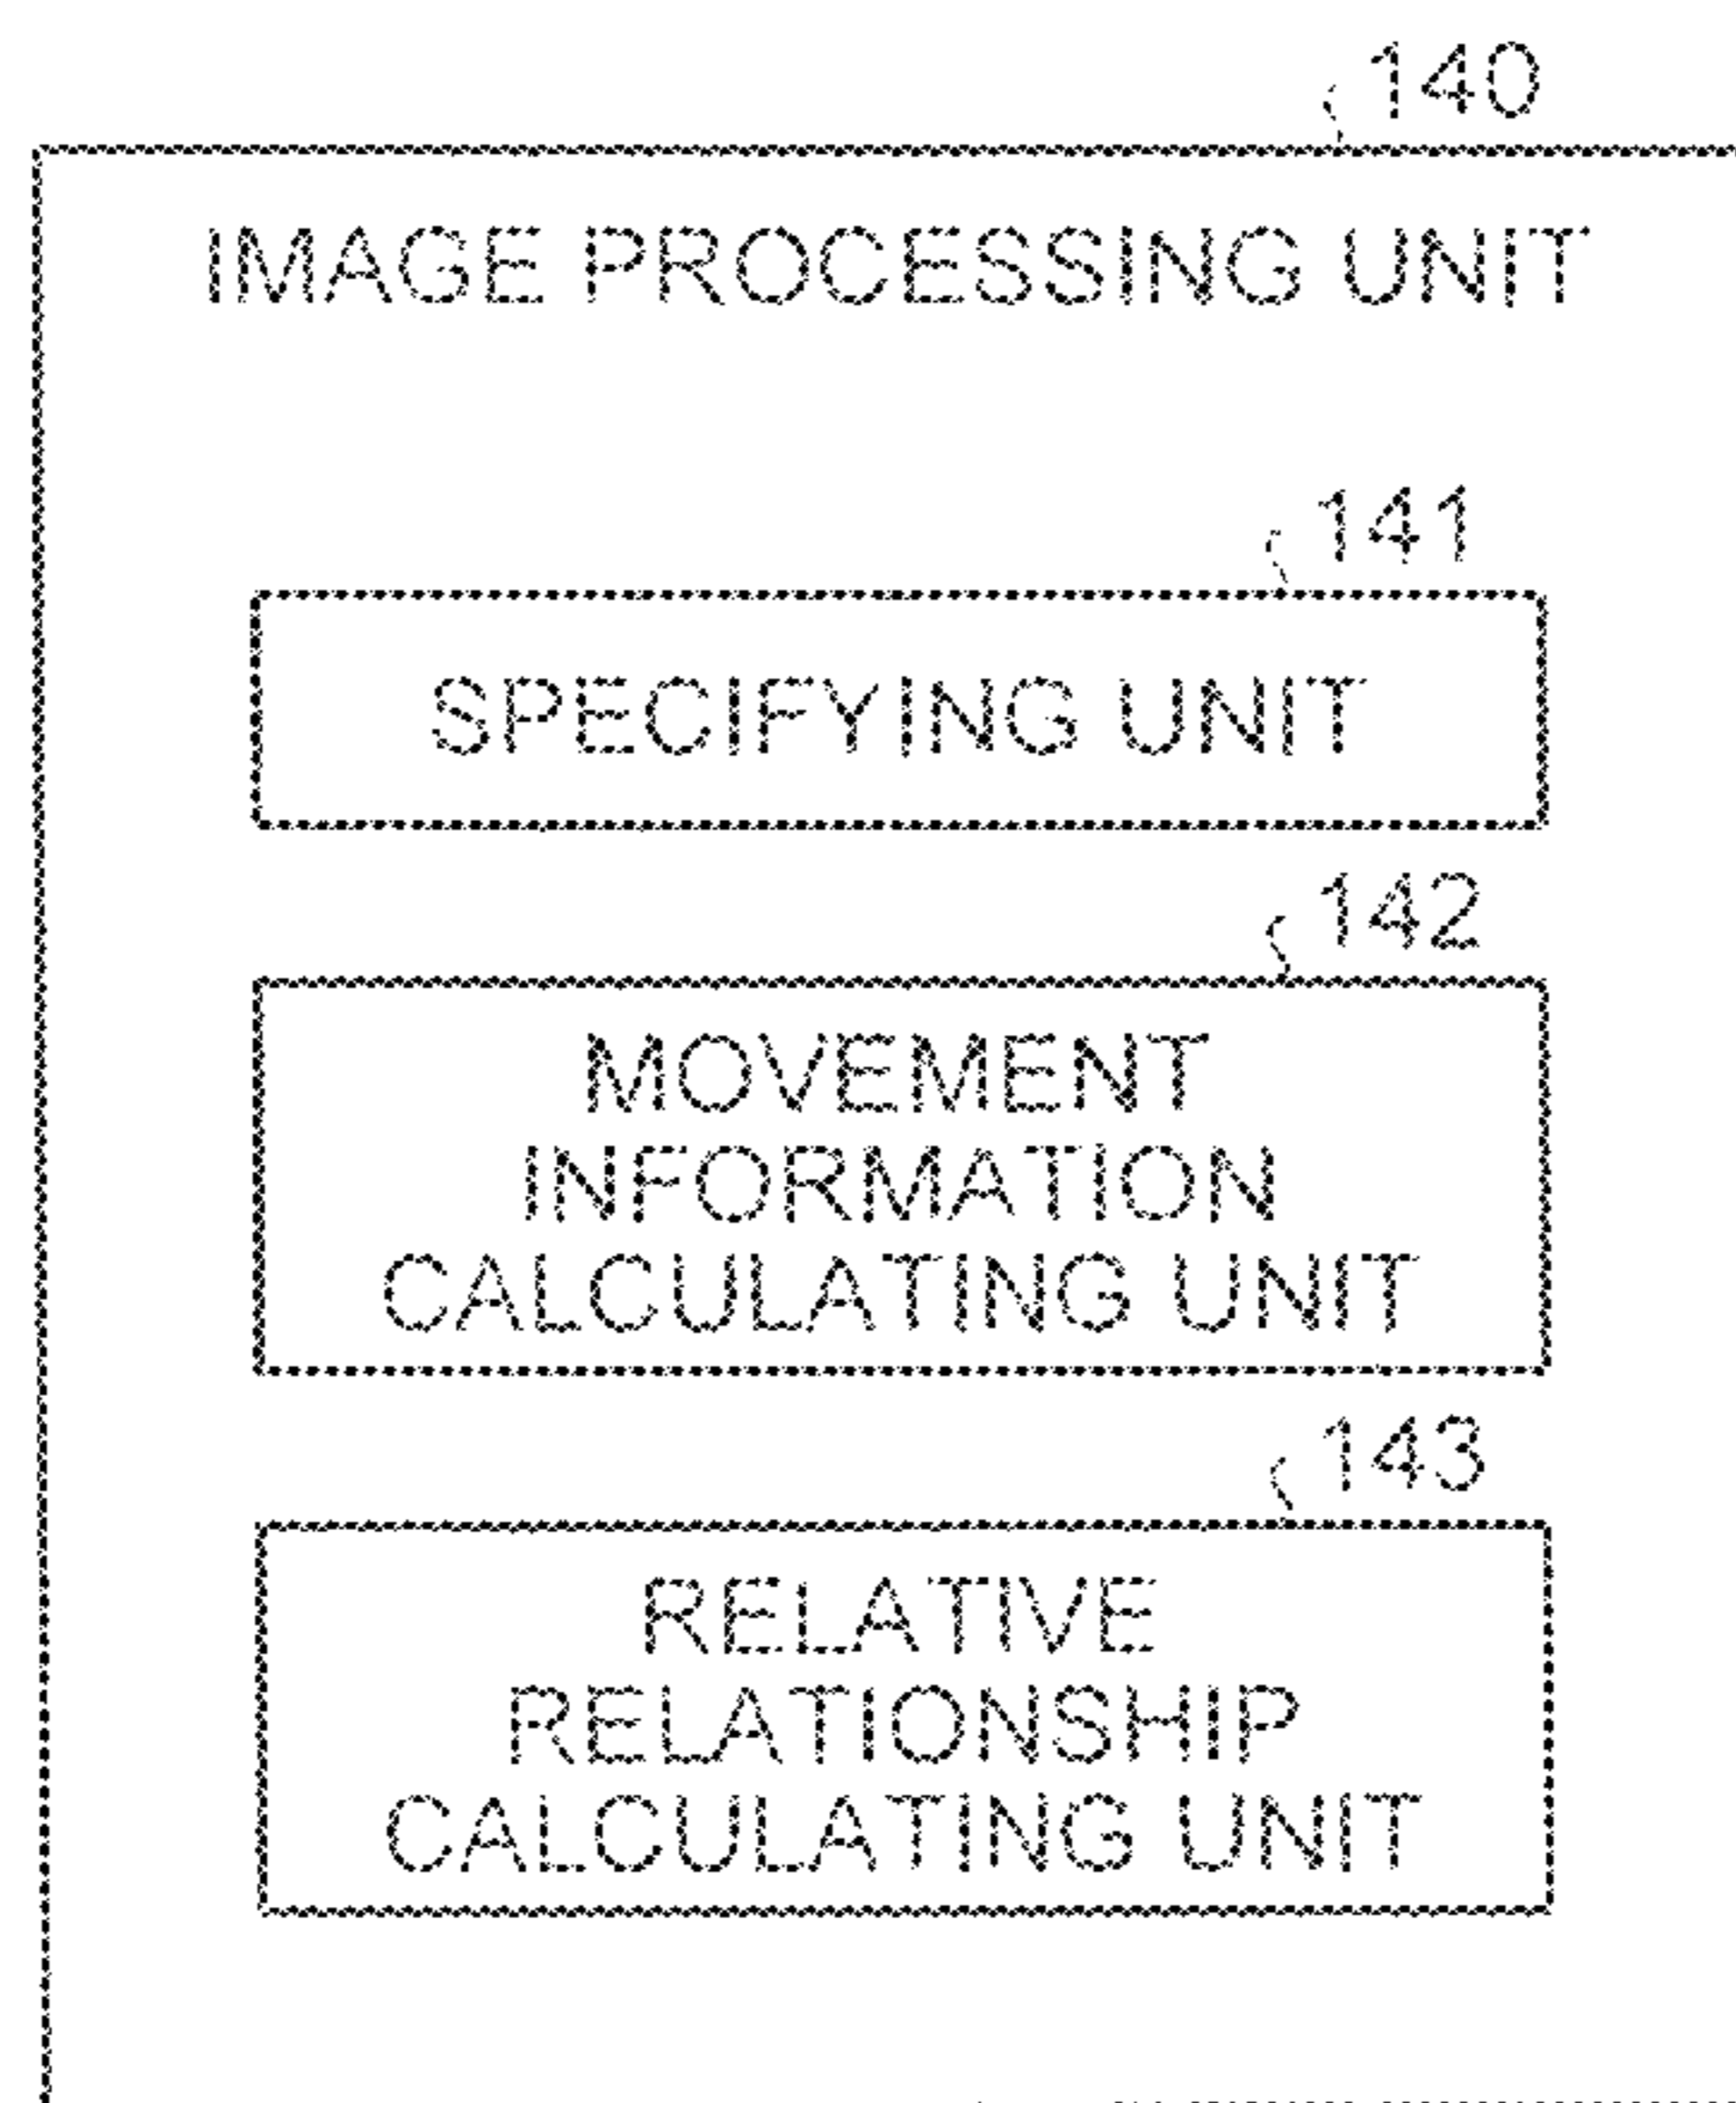 140
IMAGE PROCESSING UNIT
141
SPECIFYING UNIT
142
MOVEMENT
INFORMATION
CALCULATING UNIT
143
RELATIVE
RELATIONSHIP
CALCULATING UNIT